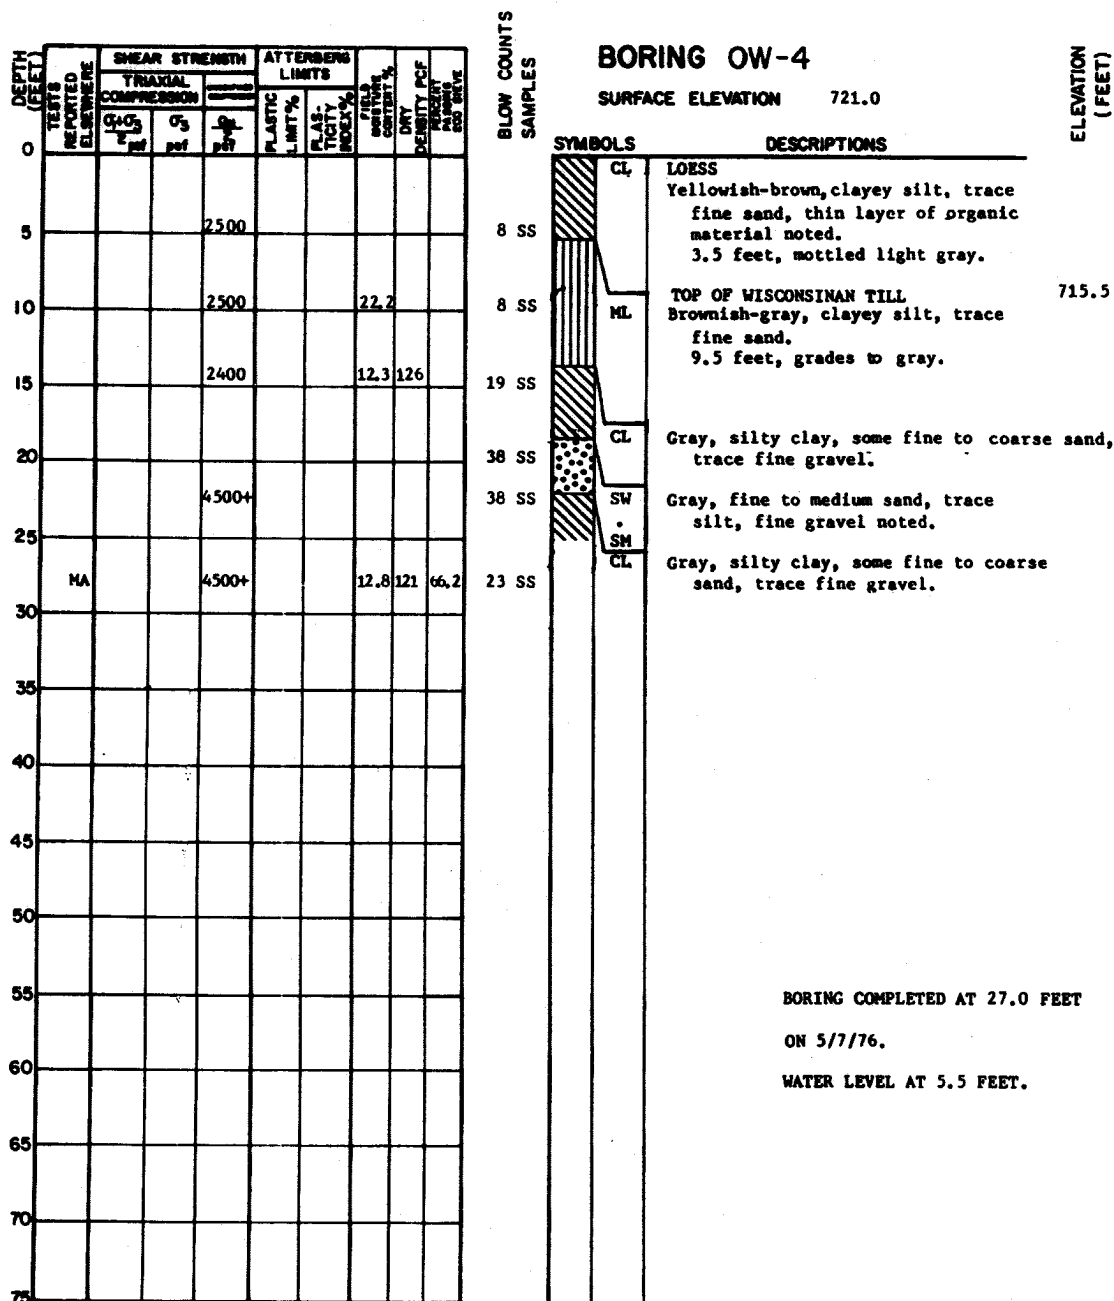 BORING OW-4
SURFACE ELEVATION 721.0
DEPTH (FEET)
TESTS REPORTED ELSEWHERE
SHEAR STRENGTH
TRIAXIAL COMPRESSION
psf
σ3 psf
psf
ATTERBERG LIMITS
PLASTIC LIMIT %
PLAS-TICITY INDEX %
FIELD MOISTURE CONTENT %
DRY DENSITY PCF
PERCENT PASSING 200 SIEVE
BLOW COUNTS
SAMPLES
ELEVATION (FEET)
SYMBOLS DESCRIPTIONS
0
CL LOESS
Yellowish-brown, clayey silt, trace
fine sand, thin layer of organic
material noted.
3.5 feet, mottled light gray.
5 2500 8 SS
TOP OF WISCONSINAN TILL 715.5
10 2500 22.2 8 SS
ML Brownish-gray, clayey silt, trace
fine sand.
9.5 feet, grades to gray.
15 2400 12.3 126 19 SS
CL Gray, silty clay, some fine to coarse sand,
trace fine gravel.
20 38 SS
4500+ 38 SS
SW Gray, fine to medium sand, trace
silt, fine gravel noted.
25
SM
CL Gray, silty clay, some fine to coarse
sand, trace fine gravel.
MA 4500+ 12.8 121 66.2 23 SS
30
35
40
45
50
55
BORING COMPLETED AT 27.0 FEET
ON 5/7/76.
60
WATER LEVEL AT 5.5 FEET.
65
70
75